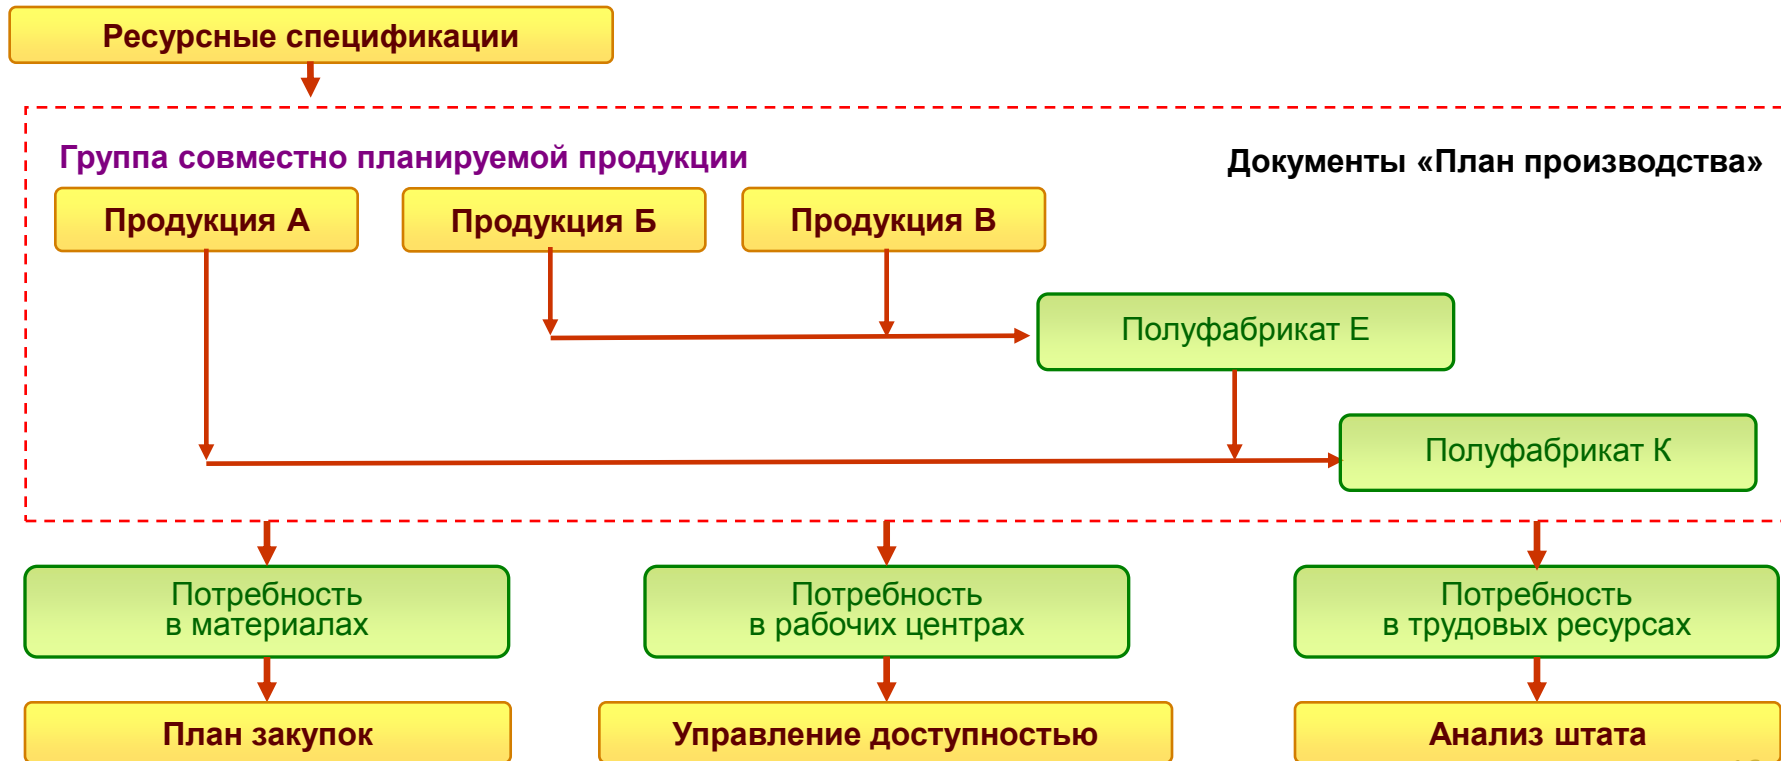 Ресурсные спецификации
Группа совместно планируемой продукции
Документы «План производства»
Продукция А
Продукция Б
Продукция В
Полуфабрикат Е
Полуфабрикат К
Потребность
в материалах
Потребность
в рабочих центрах
Потребность
в трудовых ресурсах
План закупок
Управление доступностью
Анализ штата